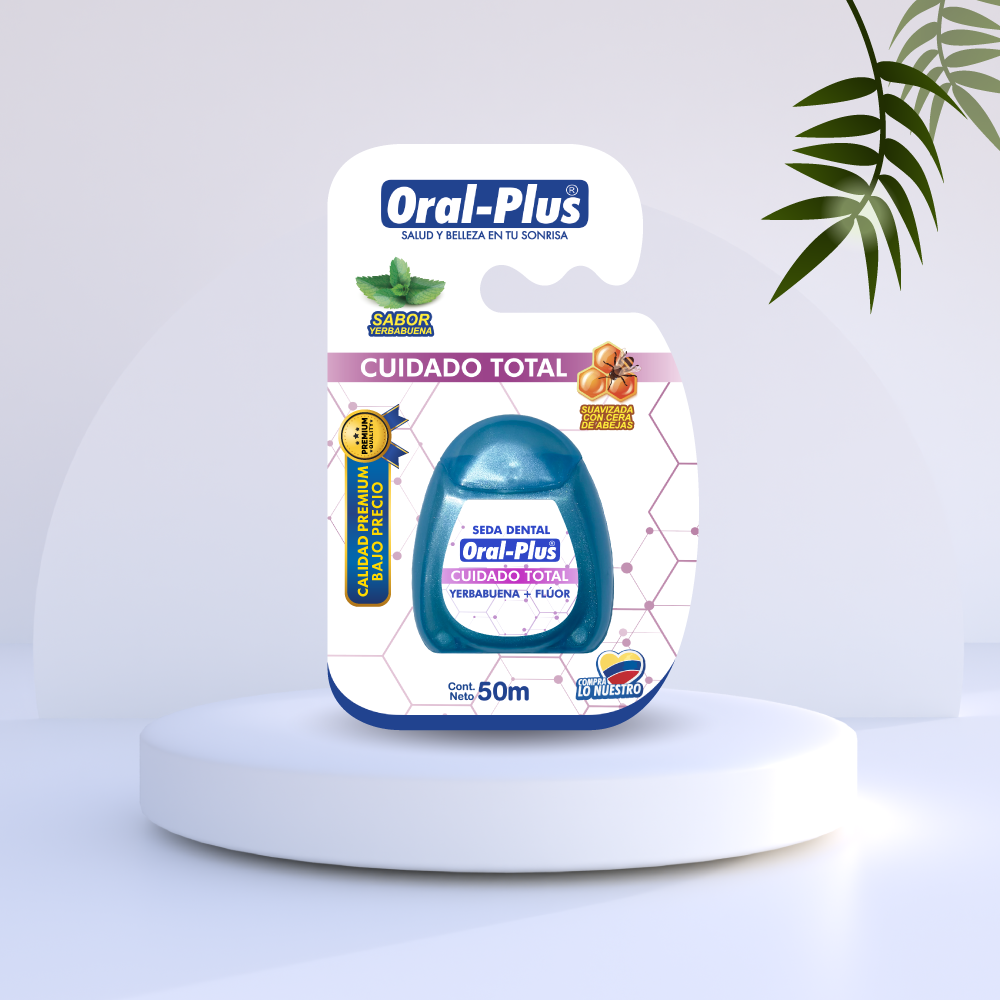 Oral-Plus®
SALUD Y BELLEZA EN TU SONRISA
SABOR
YERBABUENA
CUIDADO TOTAL
SUAVIZADA
CON CERA
DE ABEJAS
PREMIUM
•QUALITY•
CALIDAD PREMIUM
BAJO PRECIO
SEDA DENTAL
Oral-Plus®
CUIDADO TOTAL
YERBABUENA + FLÚOR
Cont.
Neto 50m
COMPRA
LO NUESTRO